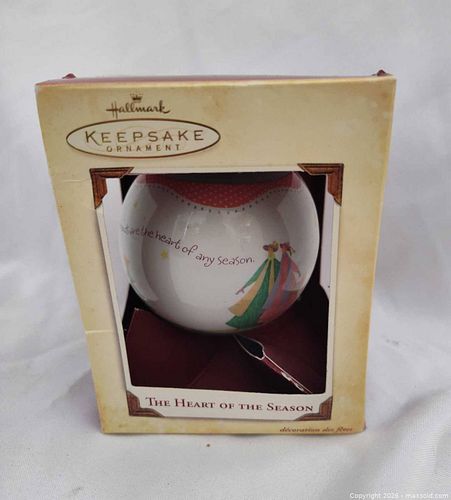 Hallmark
KEEPSAKE
ORNAMENT
are the heart of any season.
THE HEART OF THE SEASON
décoration des fêtes
Copyright 2026 - maxsold.com